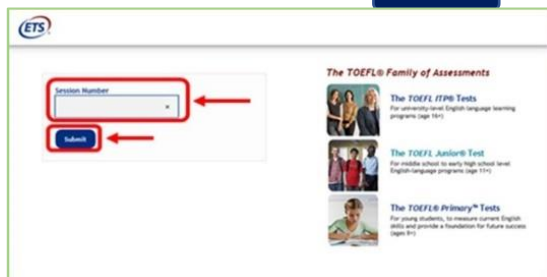 ETS
The TOEFL® Family of Assessments
Session Number
×
Submit
The TOEFL ITP® Tests
For university-level English language learning
programs (age 16+)
The TOEFL Junior® Test
For middle school to early high school level
English-language programs (age 11+)
The TOEFL® Primary™ Tests
For young students, to measure current English
skills and provide a foundation for future success
(ages 8+)